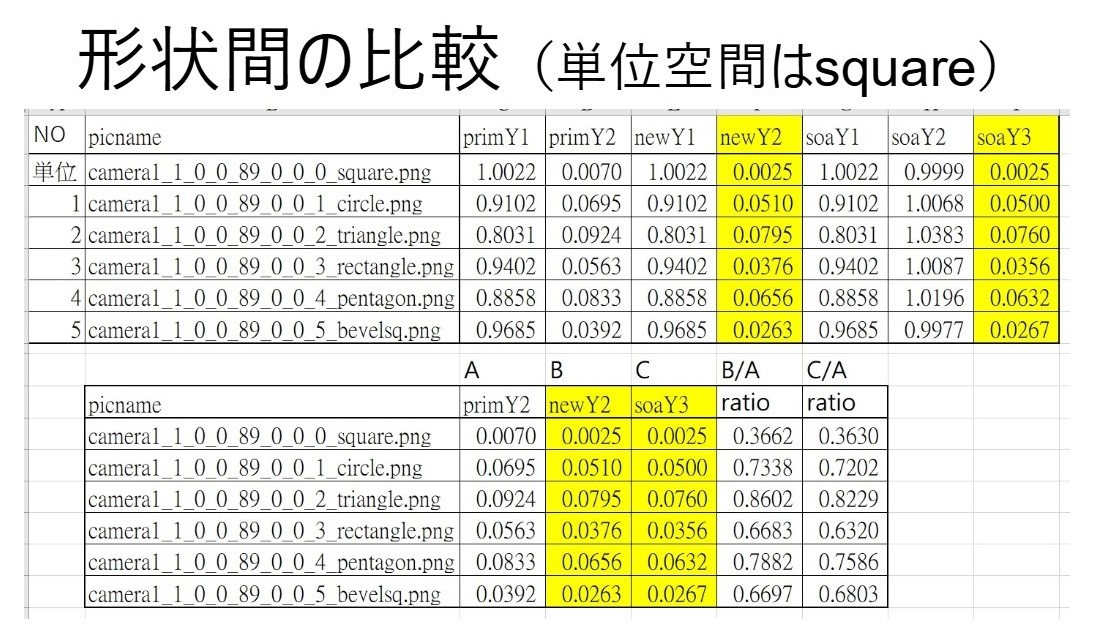 形状間の比較（単位空間はsquare）
NO picname primY1 primY2 newY1 newY2 soaY1 soaY2 soaY3
単位 camera1_1_0_0_89_0_0_0_square.png 1.0022 0.0070 1.0022 0.0025 1.0022 0.9999 0.0025
1 camera1_1_0_0_89_0_0_1_circle.png 0.9102 0.0695 0.9102 0.0510 0.9102 1.0068 0.0500
2 camera1_1_0_0_89_0_0_2_triangle.png 0.8031 0.0924 0.8031 0.0795 0.8031 1.0383 0.0760
3 camera1_1_0_0_89_0_0_3_rectangle.png 0.9402 0.0563 0.9402 0.0376 0.9402 1.0087 0.0356
4 camera1_1_0_0_89_0_0_4_pentagon.png 0.8858 0.0833 0.8858 0.0656 0.8858 1.0196 0.0632
5 camera1_1_0_0_89_0_0_5_bevelsq.png 0.9685 0.0392 0.9685 0.0263 0.9685 0.9977 0.0267
A B C B/A C/A
picname primY2 newY2 soaY3 ratio ratio
camera1_1_0_0_89_0_0_0_square.png 0.0070 0.0025 0.0025 0.3662 0.3630
camera1_1_0_0_89_0_0_1_circle.png 0.0695 0.0510 0.0500 0.7338 0.7202
camera1_1_0_0_89_0_0_2_triangle.png 0.0924 0.0795 0.0760 0.8602 0.8229
camera1_1_0_0_89_0_0_3_rectangle.png 0.0563 0.0376 0.0356 0.6683 0.6320
camera1_1_0_0_89_0_0_4_pentagon.png 0.0833 0.0656 0.0632 0.7882 0.7586
camera1_1_0_0_89_0_0_5_bevelsq.png 0.0392 0.0263 0.0267 0.6697 0.6803